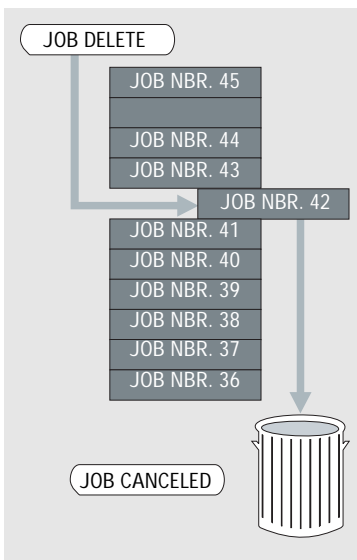 JOB DELETE
JOB NBR. 45
JOB NBR. 44
JOB NBR. 43
JOB NBR. 42
JOB NBR. 41
JOB NBR. 40
JOB NBR. 39
JOB NBR. 38
JOB NBR. 37
JOB NBR. 36
JOB CANCELED